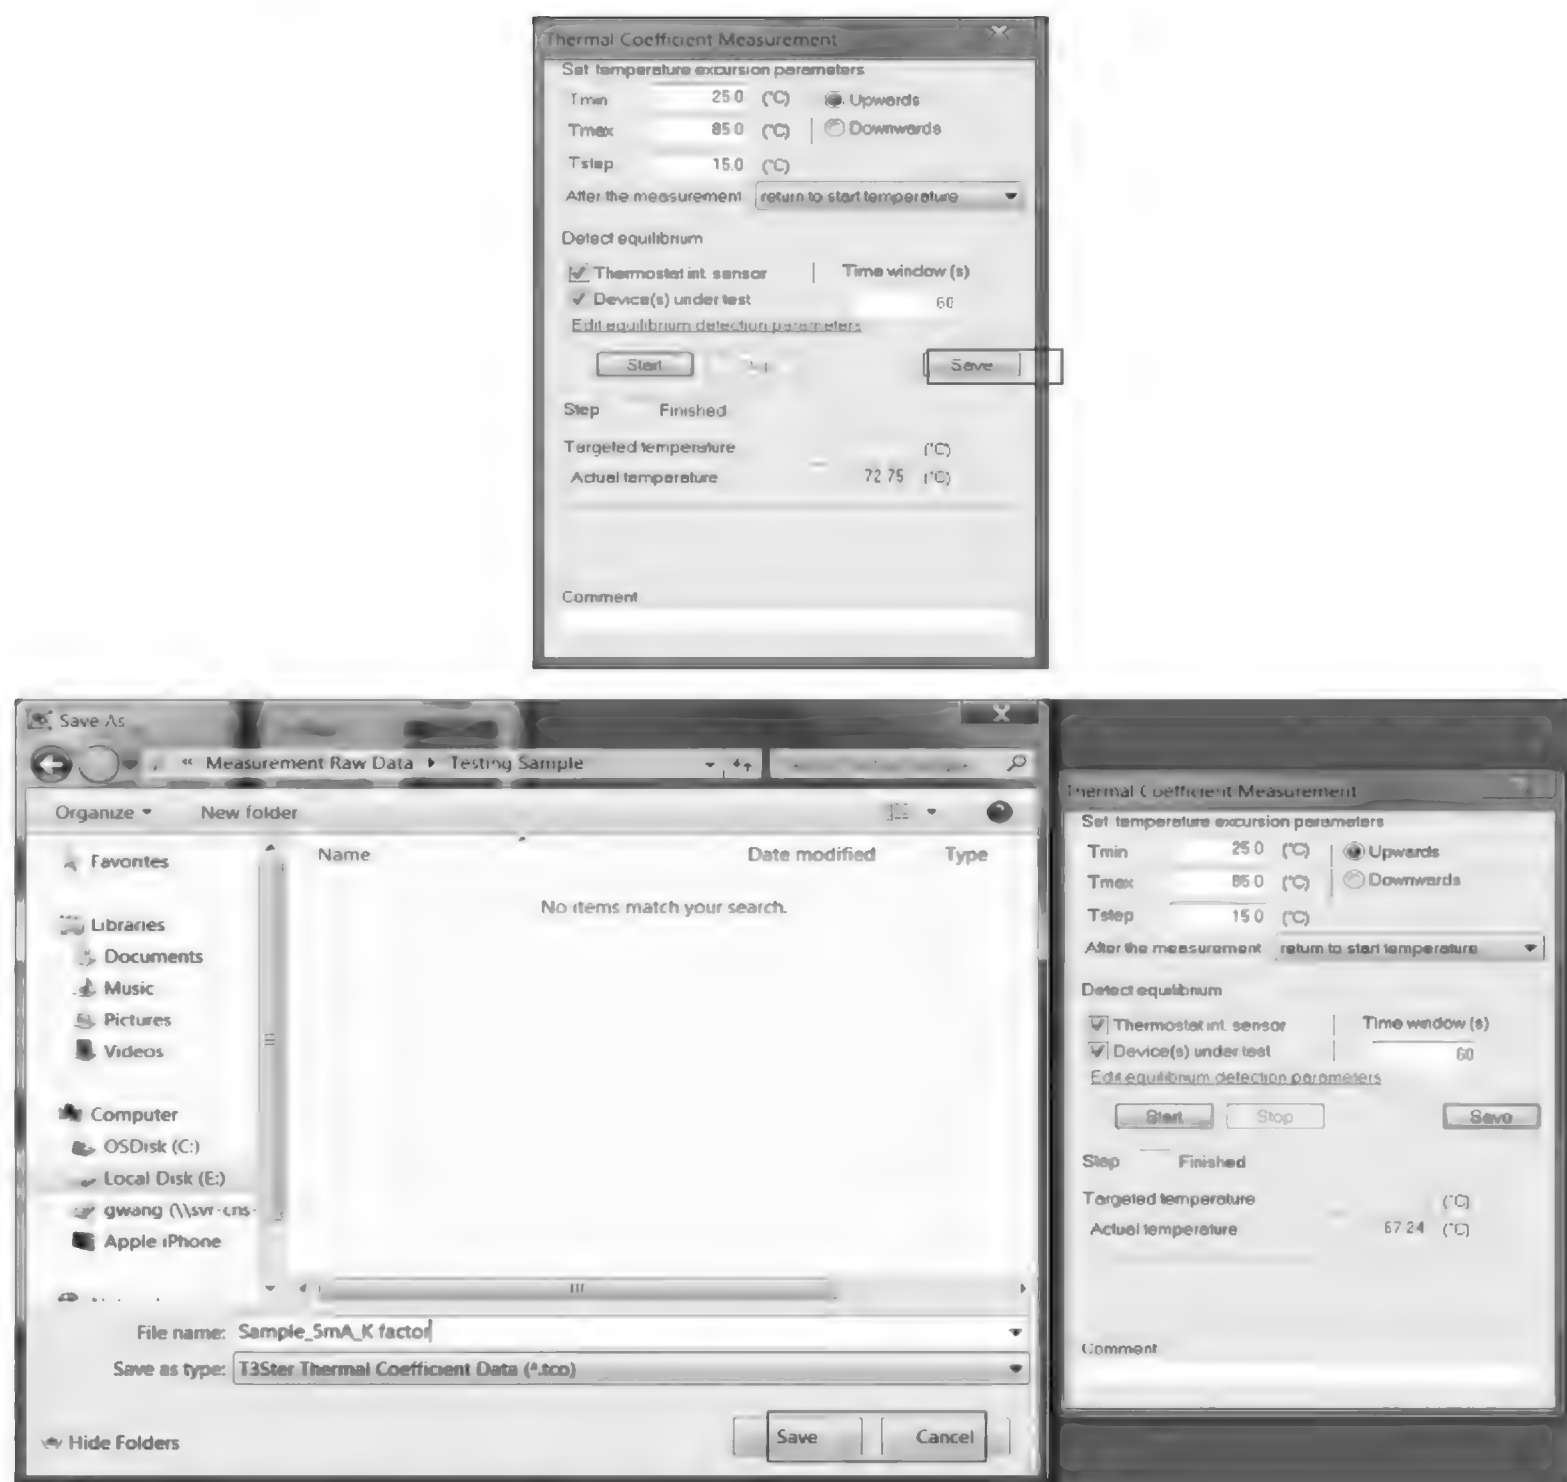 Thermal Coefficient Measurement
Set temperature excursion parameters
Tmin 25.0 (°C) Upwards
Tmax 85.0 (°C) Downwards
Tstep 15.0 (°C)
After the measurement return to start temperature
Detect equilibrium
Thermostat int. sensor Time window (s)
Device(s) under test 60
Edit equilibrium detection parameters
Start Save
Step Finished
Targeted temperature (°C)
Actual temperature 72.75 (°C)
Comment
Save As
« Measurement Raw Data ▸ Testing Sample
Organize New folder
Name Date modified Type
No items match your search.
Favorites
Libraries
Documents
Music
Pictures
Videos
Computer
OSDisk (C:)
Local Disk (E:)
gwang (\\svr-cns-
Apple iPhone
File name: Sample_5mA_K factor
Save as type: T3Ster Thermal Coefficient Data (*.tco)
Hide Folders Save Cancel
Thermal Coefficient Measurement
Set temperature excursion parameters
Tmin 25.0 (°C) Upwards
Tmax 85.0 (°C) Downwards
Tstep 15.0 (°C)
After the measurement return to start temperature
Detect equilibrium
Thermostat int. sensor Time window (s)
Device(s) under test 60
Edit equilibrium detection parameters
Start Stop Save
Step Finished
Targeted temperature (°C)
Actual temperature 67.24 (°C)
Comment